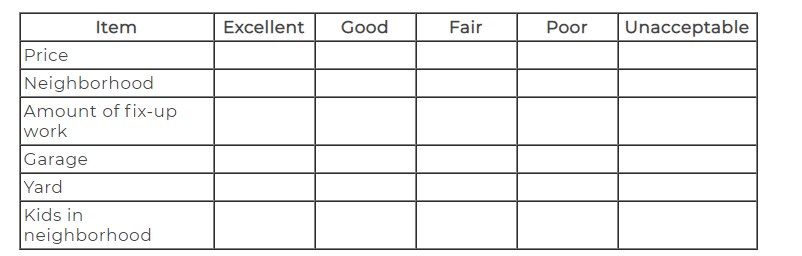 Item Excellent Good Fair Poor Unacceptable
Price
Neighborhood
Amount of fix-up
work
Garage
Yard
Kids in
neighborhood